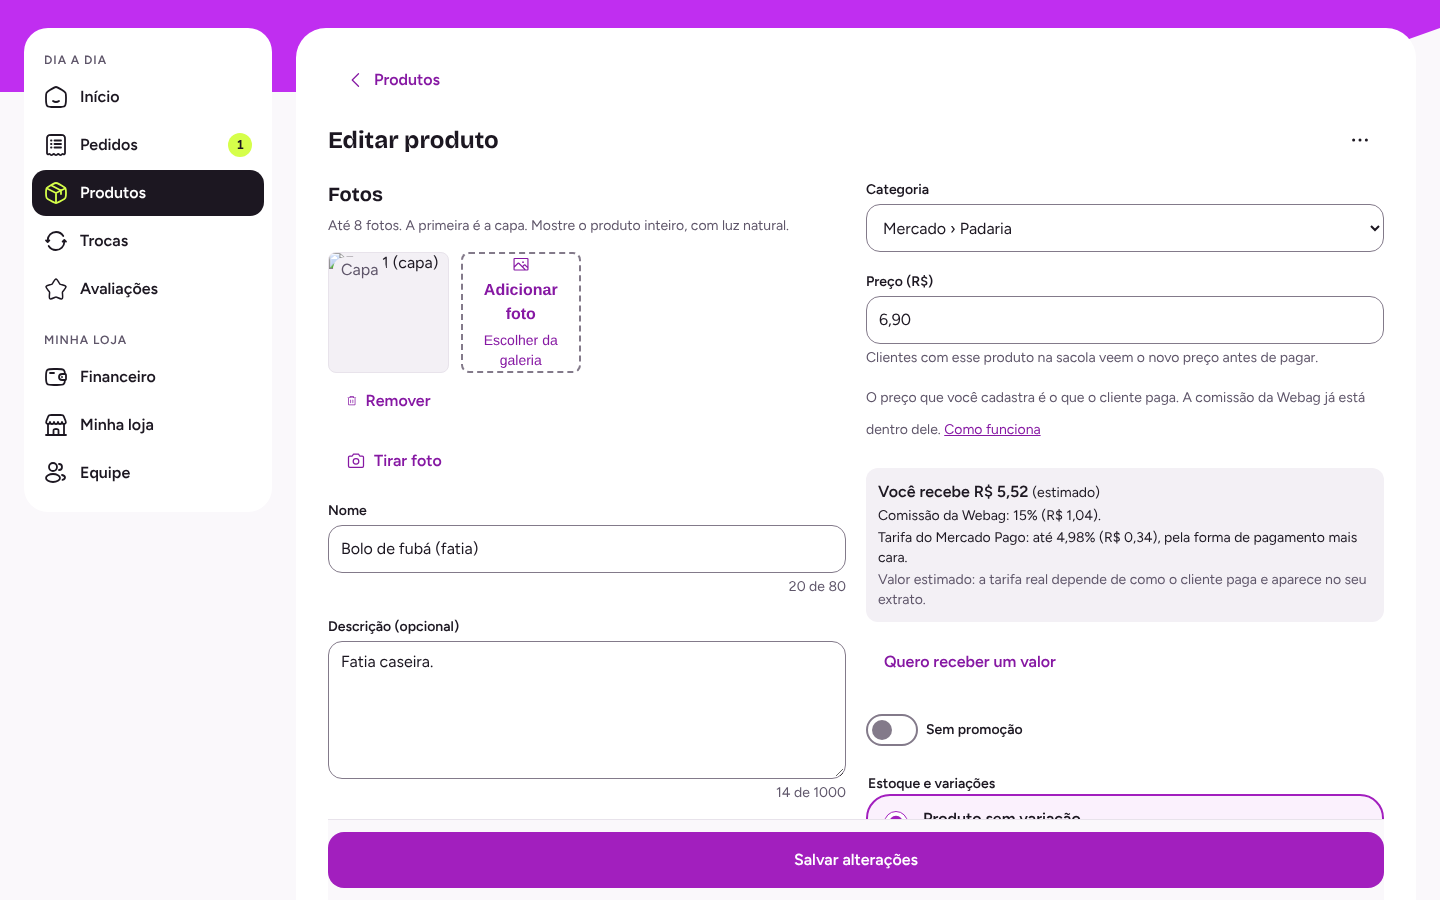 DIA A DIA
Início
Pedidos
1
Produtos
Trocas
Avaliações
MINHA LOJA
Financeiro
Minha loja
Equipe
Produtos
Editar produto
Fotos
Até 8 fotos. A primeira é a capa. Mostre o produto inteiro, com luz natural.
1 (capa)
Capa
Adicionar
foto
Escolher da
galeria
Remover
Tirar foto
Nome
Bolo de fubá (fatia)
20 de 80
Descrição (opcional)
Fatia caseira.
14 de 1000
Categoria
Mercado › Padaria
Preço (R$)
6,90
Clientes com esse produto na sacola veem o novo preço antes de pagar.
O preço que você cadastra é o que o cliente paga. A comissão da Webag já está
dentro dele. Como funciona
Você recebe R$ 5,52 (estimado)
Comissão da Webag: 15% (R$ 1,04).
Tarifa do Mercado Pago: até 4,98% (R$ 0,34), pela forma de pagamento mais
cara.
Valor estimado: a tarifa real depende de como o cliente paga e aparece no seu
extrato.
Quero receber um valor
Sem promoção
Estoque e variações
Produto sem variação
Salvar alterações